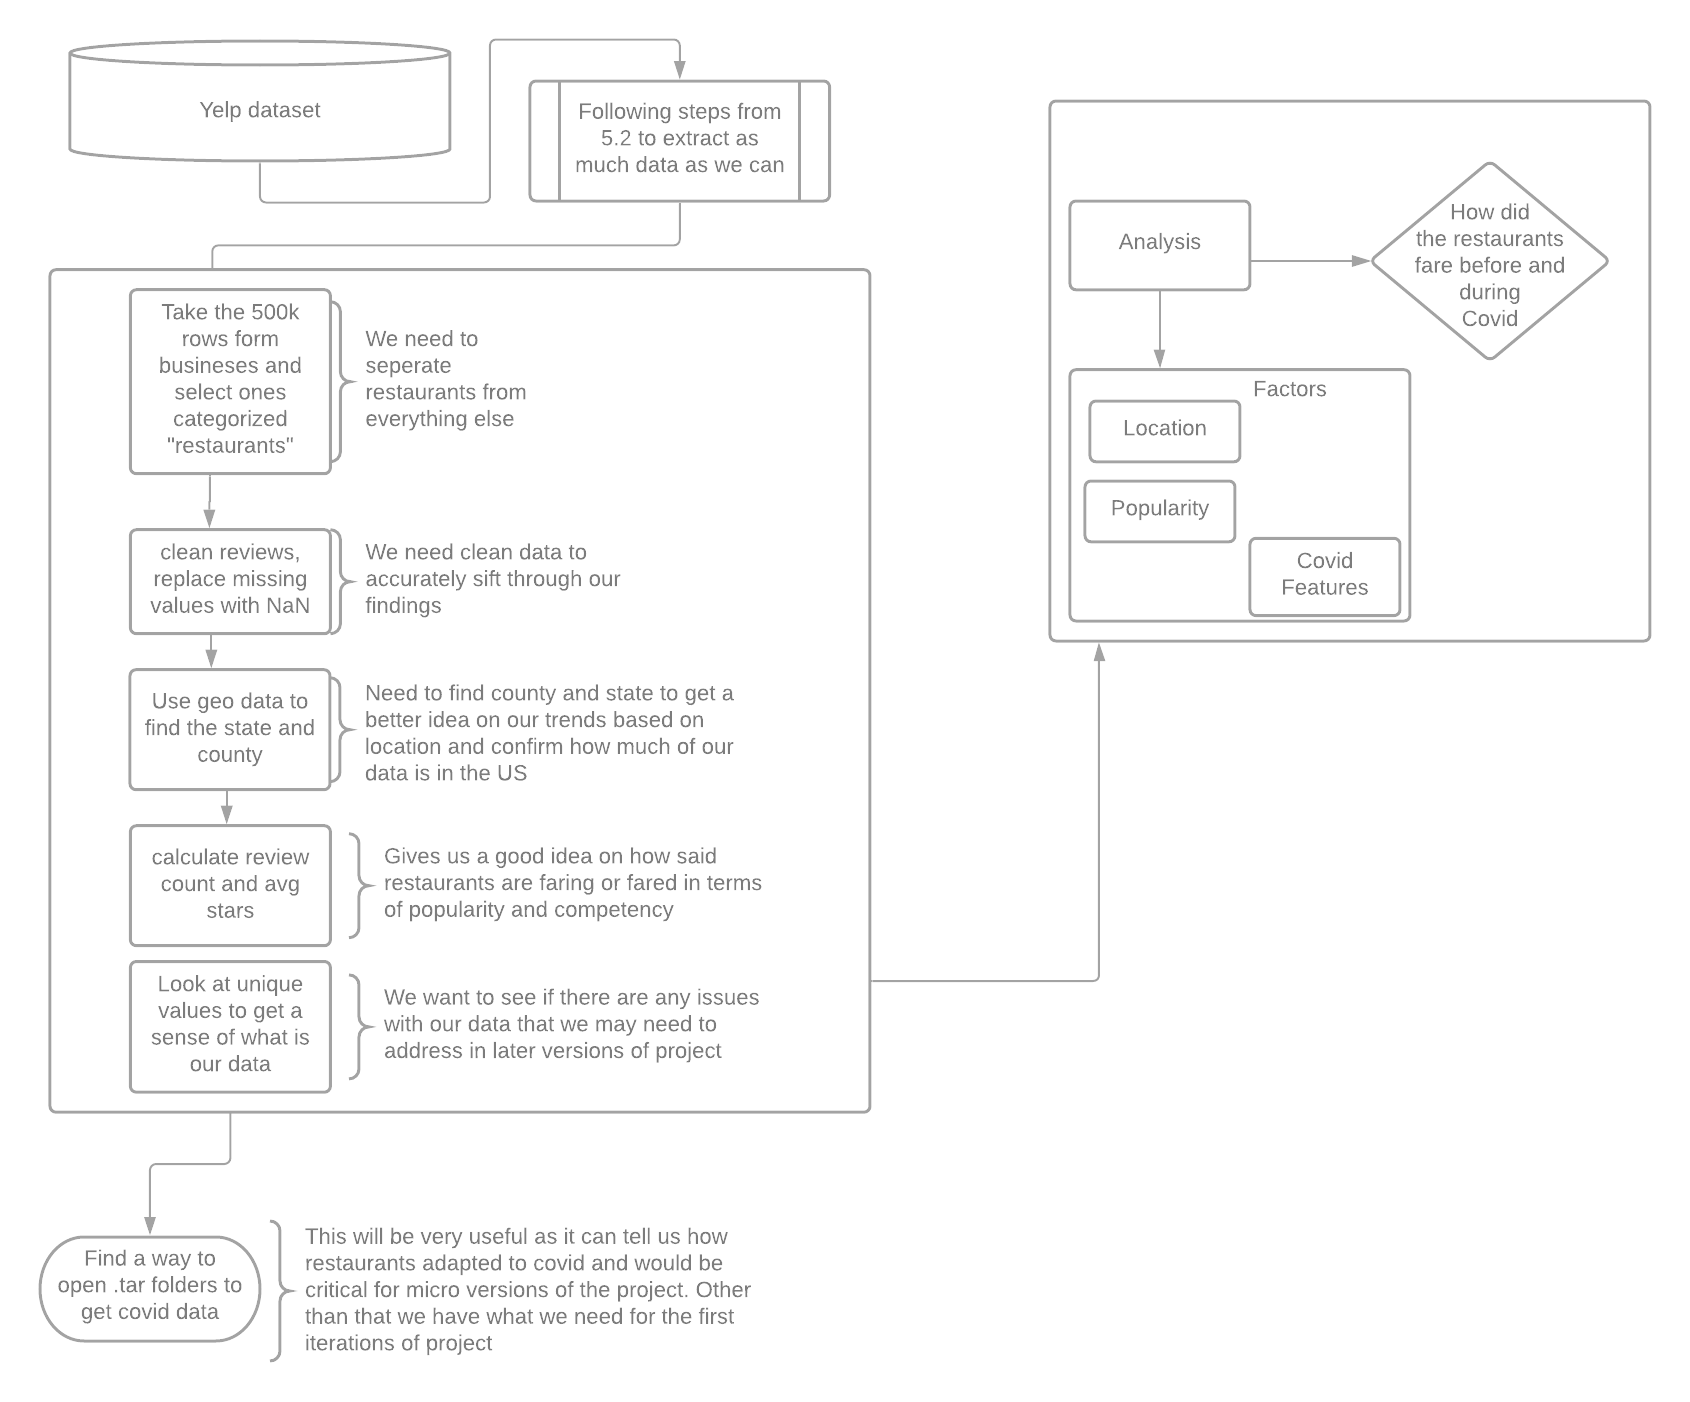 Yelp dataset
Following steps from
5.2 to extract as
much data as we can
Take the 500k
rows form
busineses and
select ones
categorized
"restaurants"
We need to
seperate
restaurants from
everything else
clean reviews,
replace missing
values with NaN
We need clean data to
accurately sift through our
findings
Use geo data to
find the state and
county
Need to find county and state to get a
better idea on our trends based on
location and confirm how much of our
data is in the US
calculate review
count and avg
stars
Gives us a good idea on how said
restaurants are faring or fared in terms
of popularity and competency
Look at unique
values to get a
sense of what is
our data
We want to see if there are any issues
with our data that we may need to
address in later versions of project
Find a way to
open .tar folders to
get covid data
This will be very useful as it can tell us how
restaurants adapted to covid and would be
critical for micro versions of the project. Other
than that we have what we need for the first
iterations of project
Analysis
How did
the restaurants
fare before and
during
Covid
Factors
Location
Popularity
Covid
Features